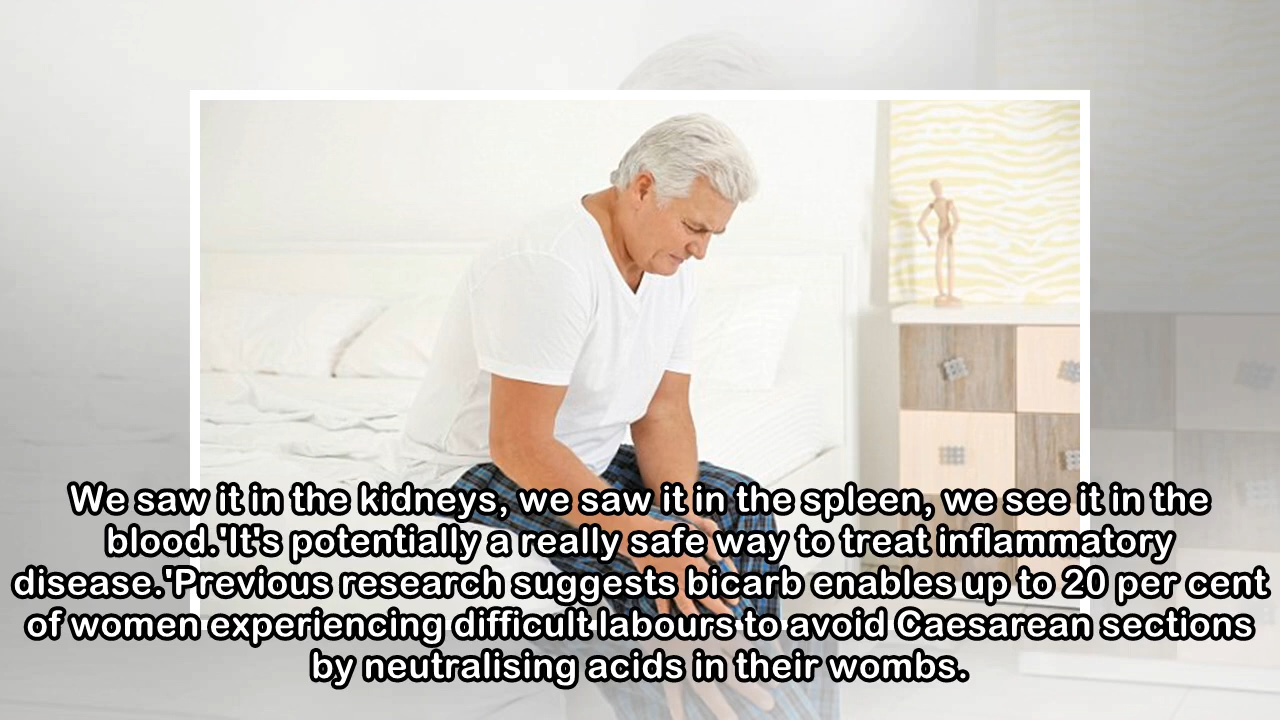 We saw it in the kidneys, we saw it in the spleen, we see it in the
blood.'It's potentially a really safe way to treat inflammatory
disease.'Previous research suggests bicarb enables up to 20 per cent
of women experiencing difficult labours to avoid Caesarean sections
by neutralising acids in their wombs.